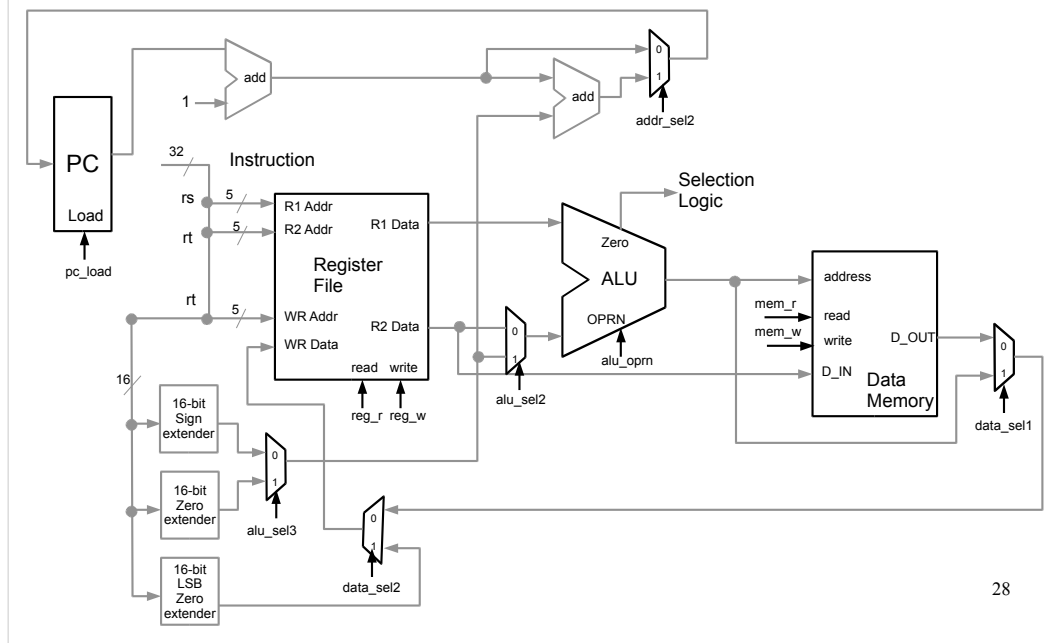 add
1
add
0
1
addr_sel2
PC
Load
pc_load
32
Instruction
rs
5
rt
5
rt
5
16
R1 Addr
R2 Addr
R1 Data
Register
File
WR Addr
WR Data
R2 Data
read write
reg_r reg_w
0
1
alu_sel2
Selection
Logic
Zero
ALU
OPRN
alu_oprn
mem_r
mem_w
address
read
write
D_OUT
D_IN
Data
Memory
0
1
data_sel1
16-bit
Sign
extender
16-bit
Zero
extender
16-bit
LSB
Zero
extender
0
1
alu_sel3
0
1
data_sel2
28